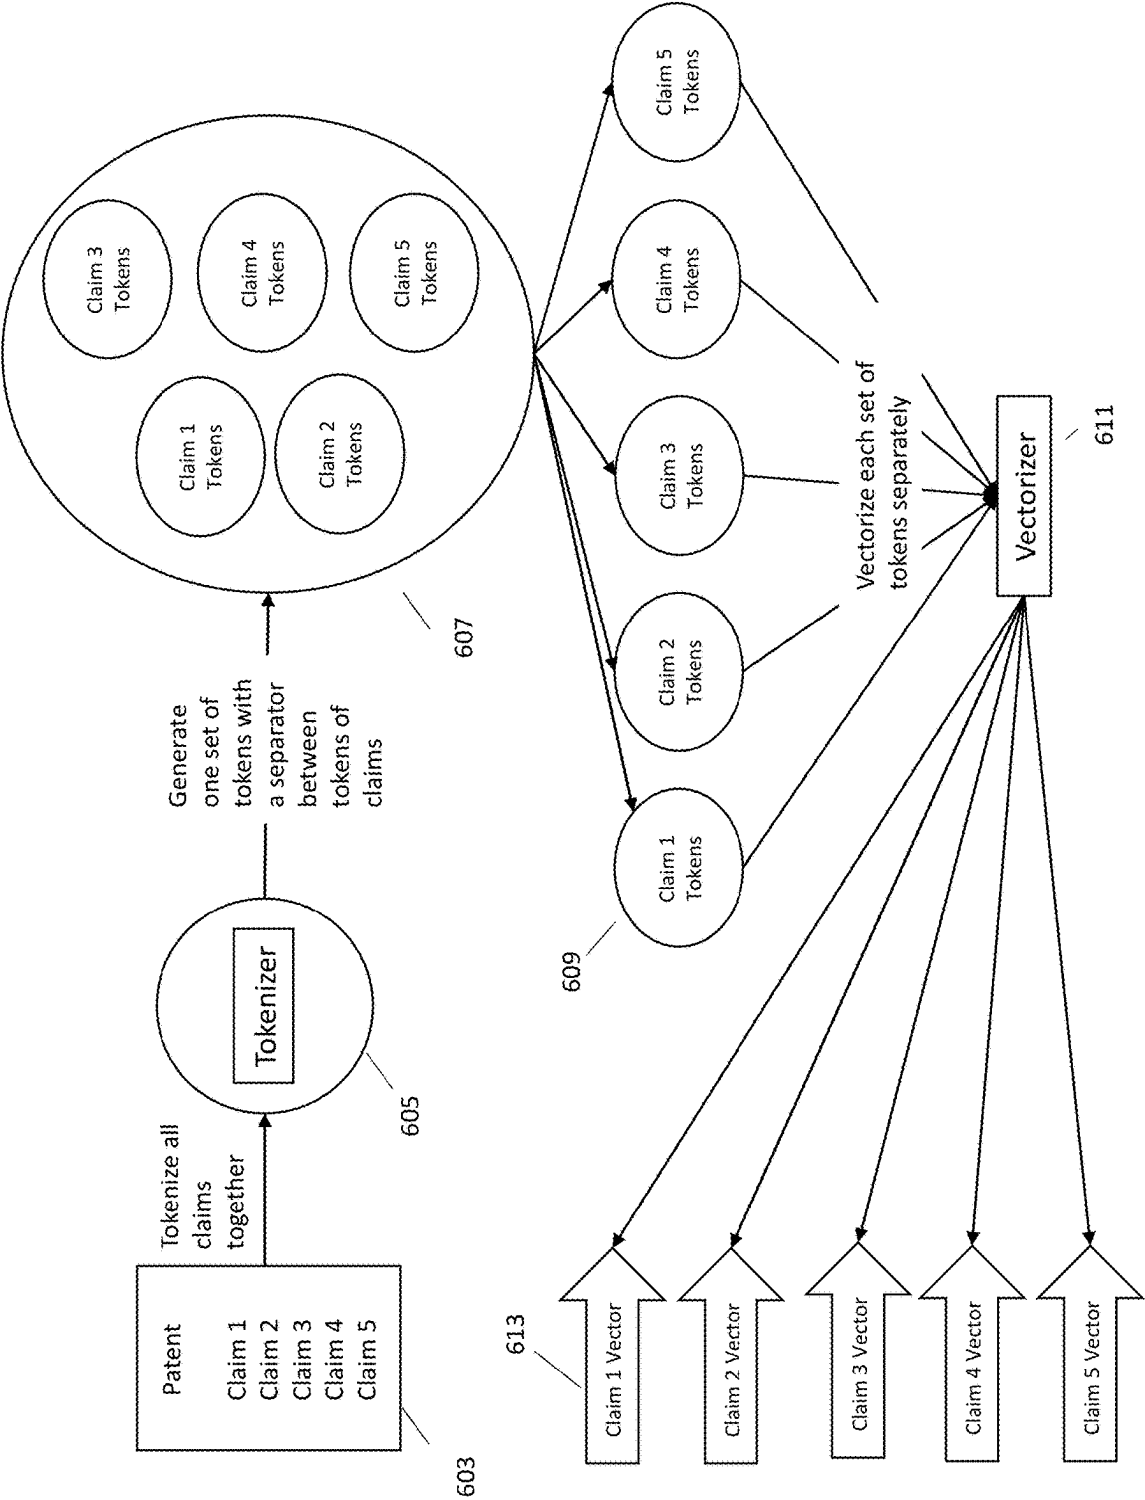 Patent
Claim 1
Claim 2
Claim 3
Claim 4
Claim 5
603
Tokenize all
claims
together
Tokenizer
605
Generate
one set of
tokens with
a separator
between
tokens of
claims
607
Claim 1
Tokens
Claim 2
Tokens
Claim 3
Tokens
Claim 4
Tokens
Claim 5
Tokens
609
Claim 1
Tokens
Claim 2
Tokens
Claim 3
Tokens
Claim 4
Tokens
Claim 5
Tokens
Vectorize each set of
tokens separately
Vectorizer
611
613
Claim 1 Vector
Claim 2 Vector
Claim 3 Vector
Claim 4 Vector
Claim 5 Vector